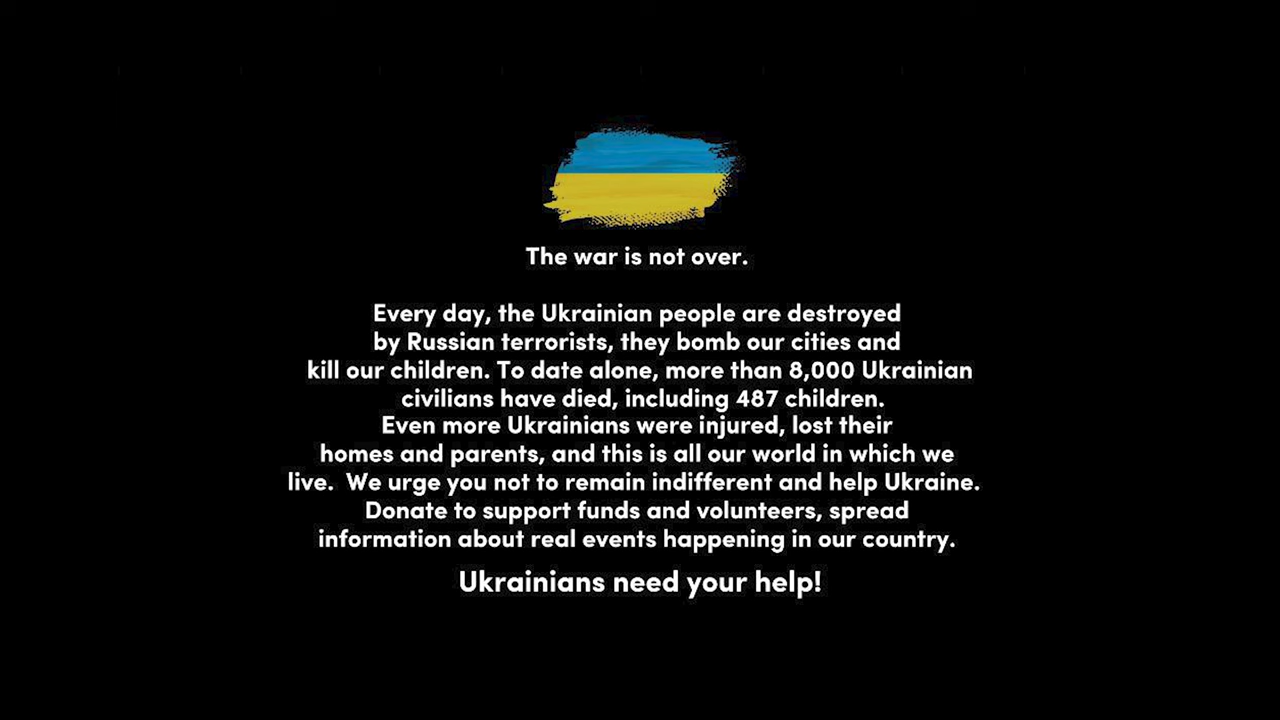 The war is not over.
Every day, the Ukrainian people are destroyed
by Russian terrorists, they bomb our cities and
kill our children. To date alone, more than 8,000 Ukrainian
civilians have died, including 487 children.
Even more Ukrainians were injured, lost their
homes and parents, and this is all our world in which we
live.  We urge you not to remain indifferent and help Ukraine.
Donate to support funds and volunteers, spread
information about real events happening in our country.
Ukrainians need your help!